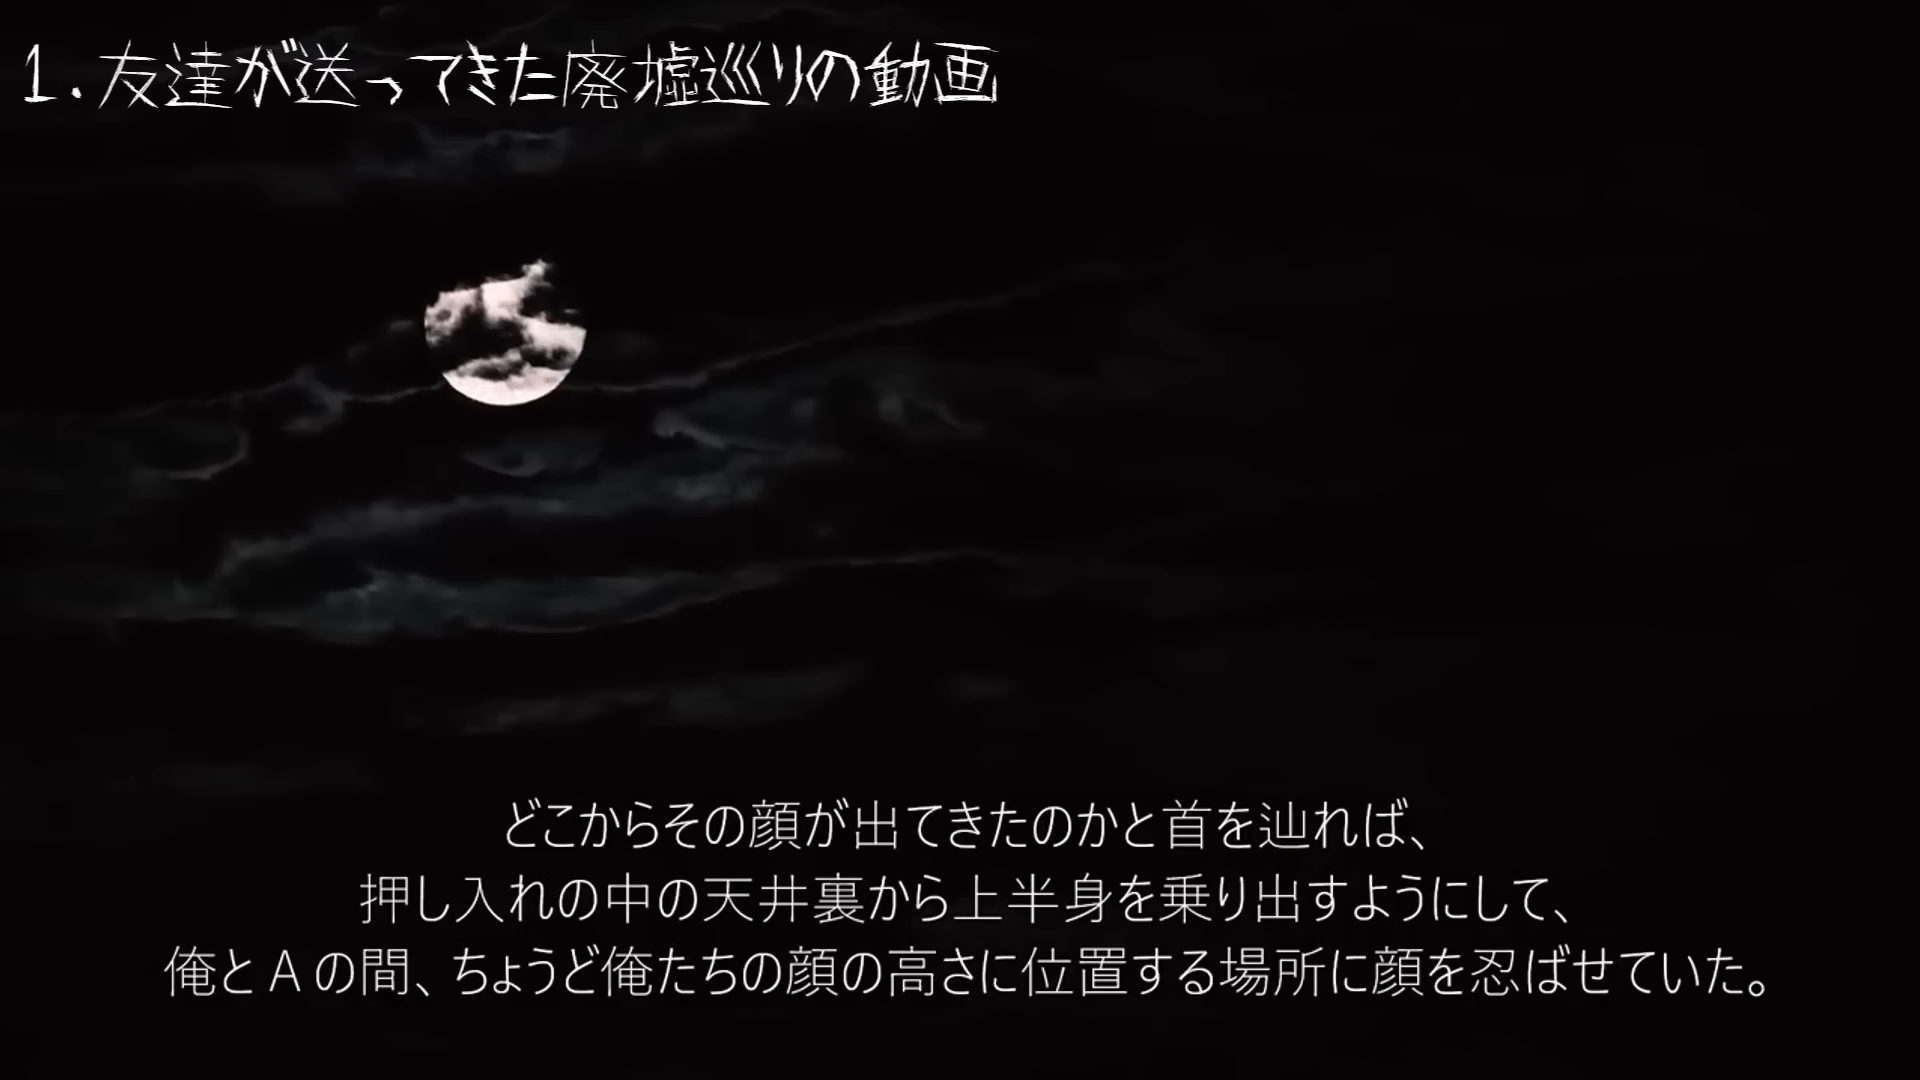 1.友達が送ってきた廃墟巡りの動画
どこからその顔が出てきたのかと首を辿れば、
押し入れの中の天井裏から上半身を乗り出すようにして、
俺とAの間、ちょうど俺たちの顔の高さに位置する場所に顔を忍ばせていた。